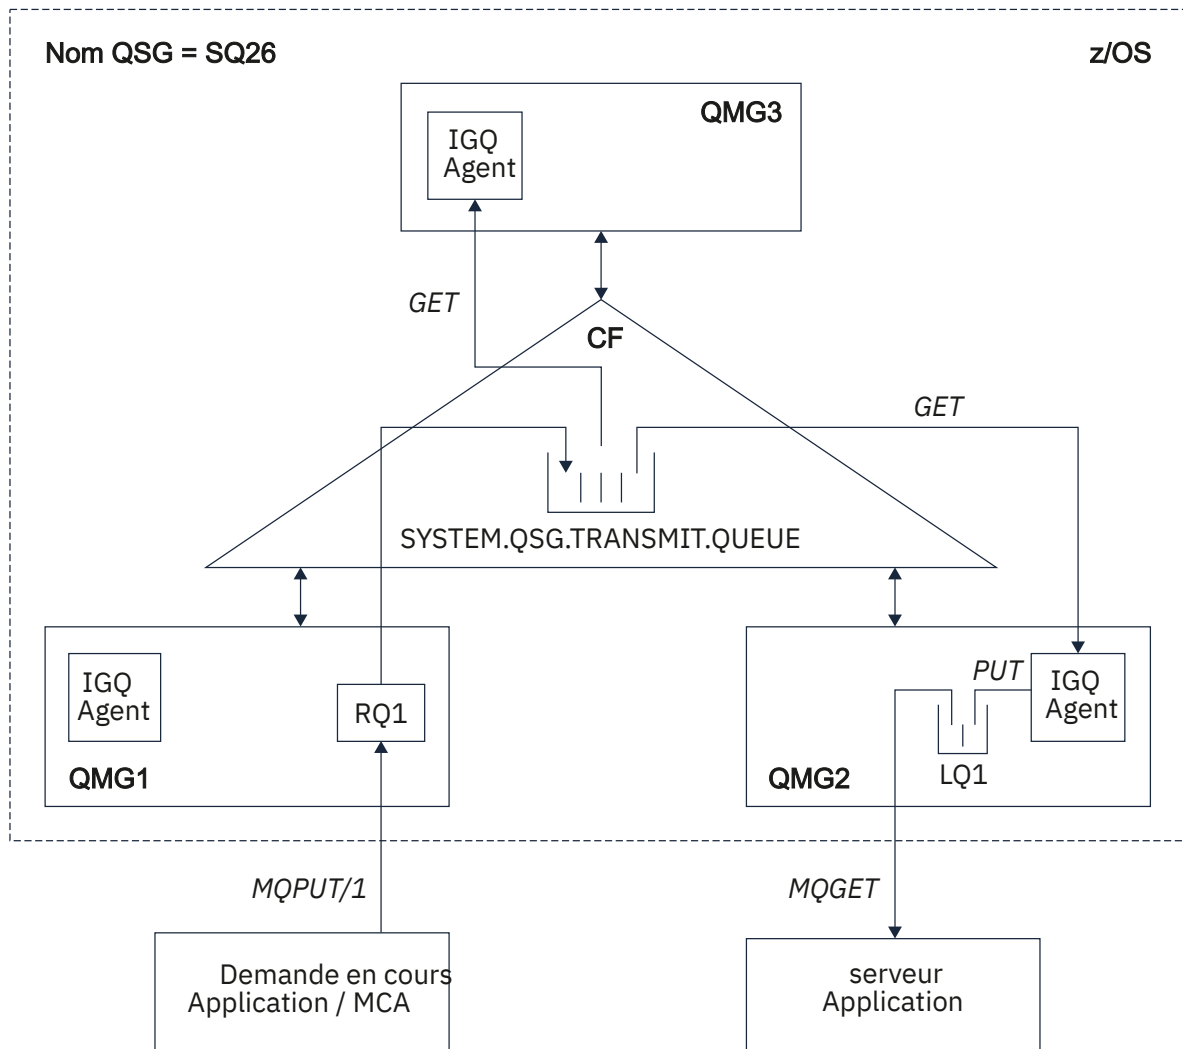 Nom QSG = SQ26
z/OS
QMG3
IGQ
Agent
GET
CF
GET
SYSTEM.QSG.TRANSMIT.QUEUE
IGQ
Agent
RQ1
QMG1
PUT
IGQ
Agent
LQ1
QMG2
MQPUT/1
MQGET
Demande en cours
Application / MCA
serveur
Application